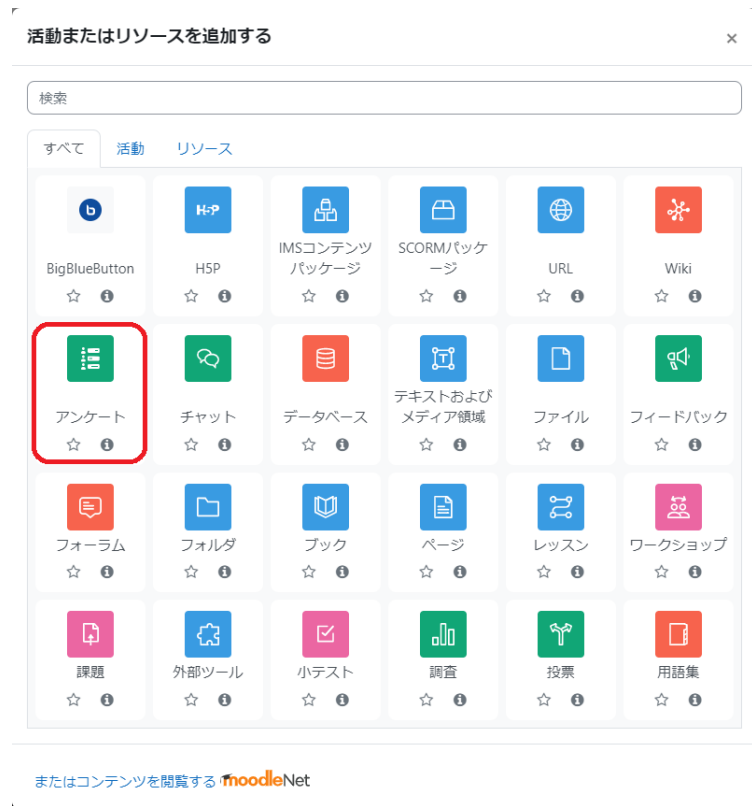 活動またはリソースを追加する
×
検索
すべて 活動 リソース
b
H5P
IMSコンテンツ
SCORMパッケ
BigBlueButton
H5P
パッケージ
ージ
URL
Wiki
テキストおよび
アンケート
チャット
データベース
メディア領域
ファイル
フィードバック
フォーラム
フォルダ
ブック
ページ
レッスン
ワークショップ
課題
外部ツール
小テスト
調査
投票
用語集
またはコンテンツを閲覧する moodleNet